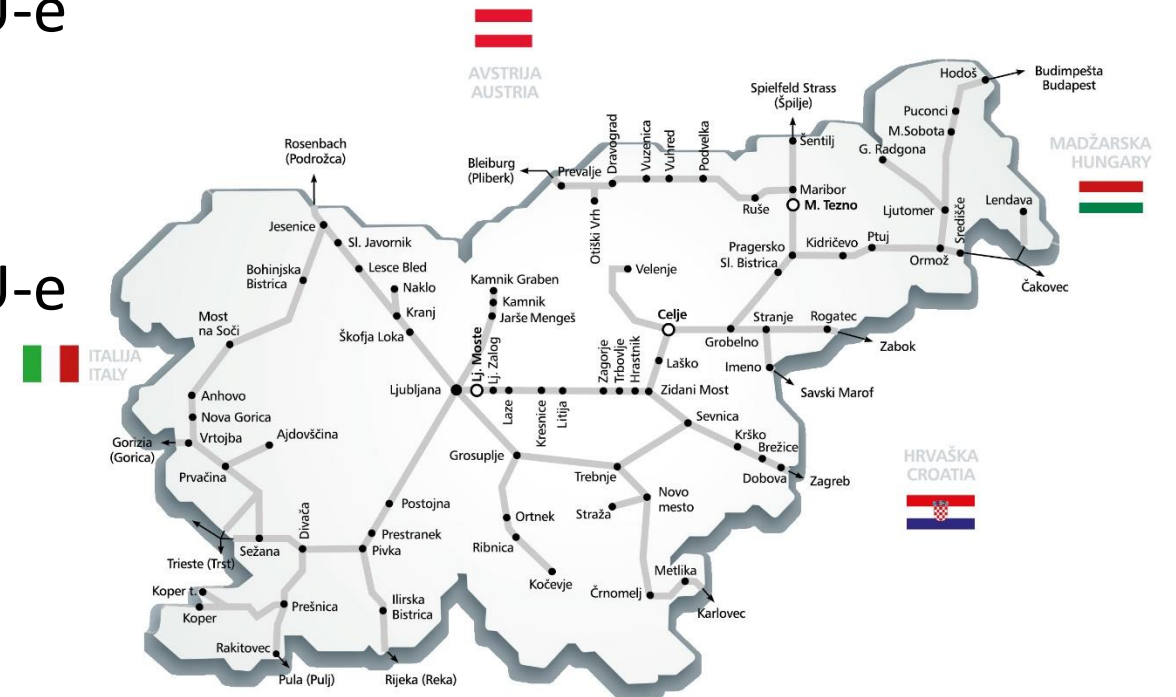 J-e
J-e
AVSTRIJA
AUSTRIA
Spielfeld Strass
(Špilje)
Hodoš
Budimpešta
Budapest
Puconci
M.Sobota
G. Radgona
MADŽARSKA
HUNGARY
Šentilj
Rosenbach
(Podrožca)
Bleiburg
(Pliberk)
Prevalje
Dravograd
Vuzenica
Vuhred
Podvelka
Maribor
M. Tezno
Ruše
Otiški Vrh
Ljutomer
Lendava
Središče
Jesenice
Sl. Javornik
Pragersko
Sl. Bistrica
Kidričevo
Ptuj
Ormož
Čakovec
Bohinjska
Bistrica
Lesce Bled
Naklo
Kranj
Škofja Loka
Kamnik Graben
Kamnik
Jarše Mengeš
Velenje
Celje
Grobelno
Stranje
Rogatec
Zabok
Most
na Soči
ITALIJA
ITALY
Lj. Moste
Lj. Zalog
Zagorje
Trbovlje
Hrastnik
Laško
Imeno
Savski Marof
Ljubljana
Laze
Kresnice
Litija
Zidani Most
Anhovo
Nova Gorica
Vrtojba
Ajdovščina
Gorizia
(Gorica)
Prvačina
Grosuplje
Sevnica
Krško
Brežice
Dobova
Zagreb
Trebnje
HRVAŠKA
CROATIA
Novo
mesto
Straža
Postojna
Prestranek
Pivka
Divača
Sežana
Trieste (Trst)
Ortnek
Ribnica
Kočevje
Koper t.
Koper
Prešnica
Ilirska
Bistrica
Črnomelj
Metlika
Karlovec
Rakitovec
Pula (Pulj)
Rijeka (Reka)